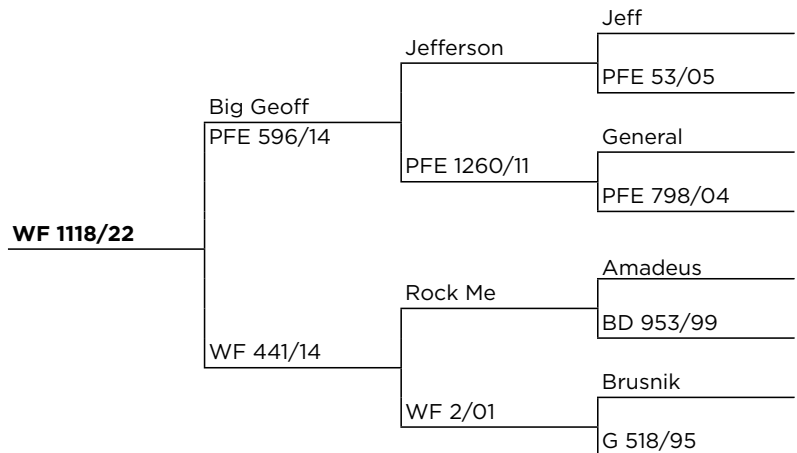 Jeff
Jefferson
PFE 53/05
Big Geoff
PFE 596/14
General
PFE 1260/11
PFE 798/04
WF 1118/22
Amadeus
Rock Me
BD 953/99
WF 441/14
Brusnik
WF 2/01
G 518/95